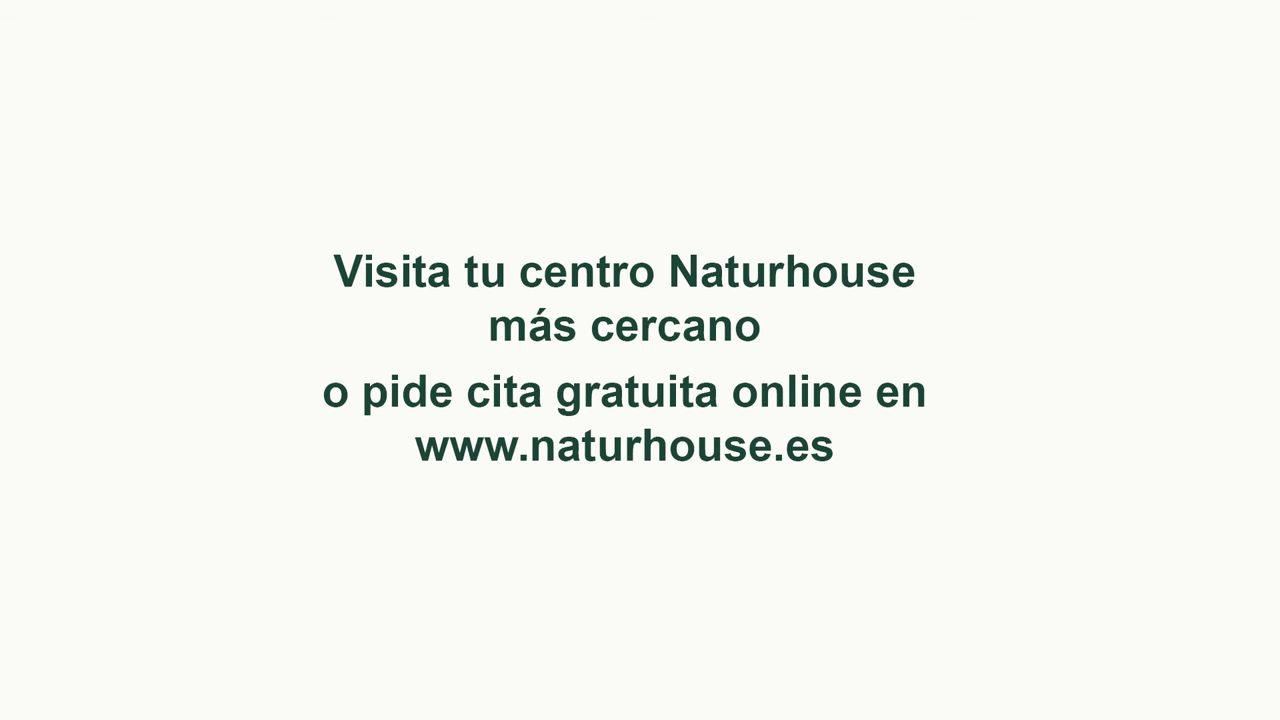 Visita tu centro Naturhouse
más cercano
o pide cita gratuita online en
www.naturhouse.es